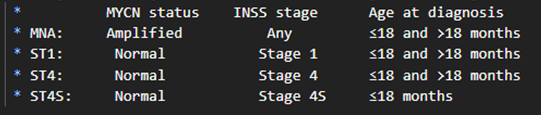 * MYCN status INSS stage Age at diagnosis
* MNA: Amplified Any ≤18 and >18 months
* ST1: Normal Stage 1 ≤18 and >18 months
* ST4: Normal Stage 4 ≤18 and >18 months
* ST4S: Normal Stage 4S ≤18 months